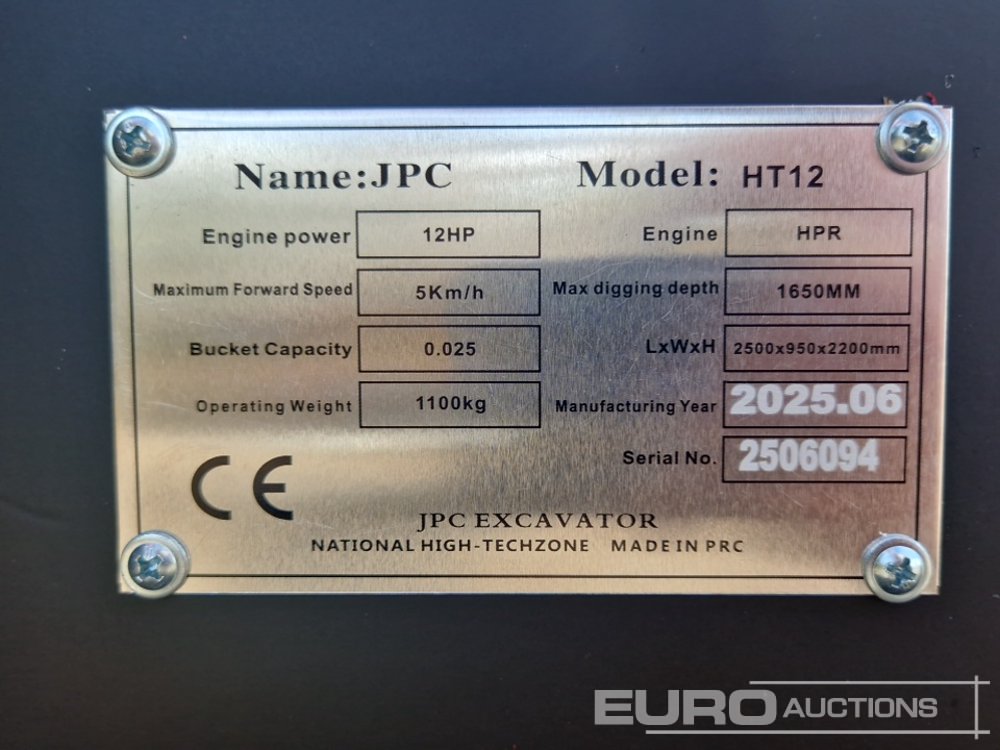 Name:JPC Model: HT12
Engine power 12HP Engine HPR
Maximum Forward Speed 5Km/h Max digging depth 1650MM
Bucket Capacity 0.025 LxWxH 2500x950x2200mm
Operating Weight 1100kg Manufacturing Year 2025.06
Serial No. 2506094
CE
JPC EXCAVATOR
NATIONAL HIGH-TECHZONE MADE IN PRC
EURO AUCTIONS